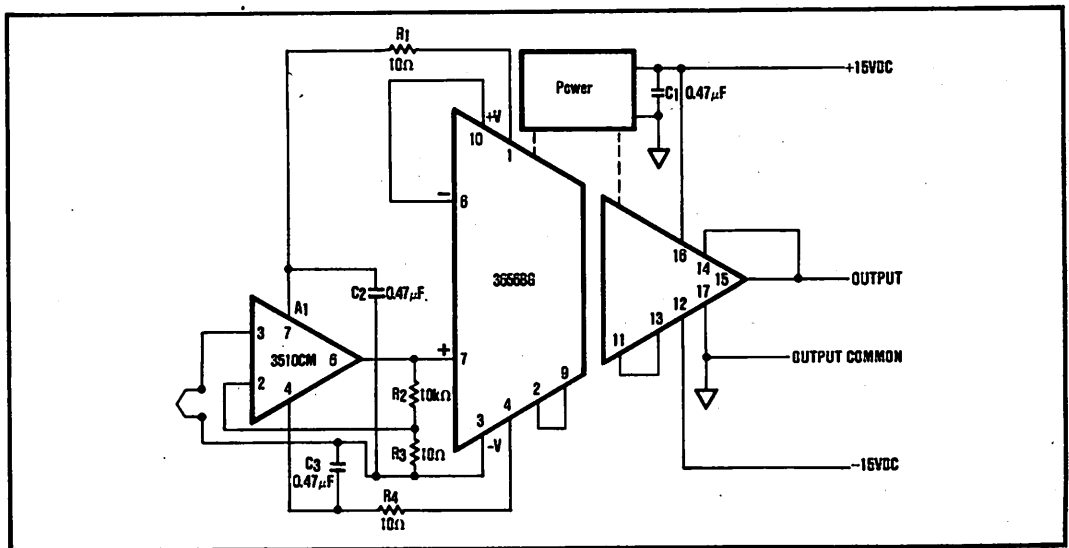 R1
10Ω
Power
+15VDC
C1 0.47μF
+V
10
1
−
6
3656BG
16
14
15
17
12
OUTPUT
C2 0.47μF
A1
3
7
3510CM
6
2
4
+
7
R2 10kΩ
9
2
4
3
−V
11
13
OUTPUT COMMON
R3 10Ω
C3
0.47μF
R4
10Ω
−15VDC